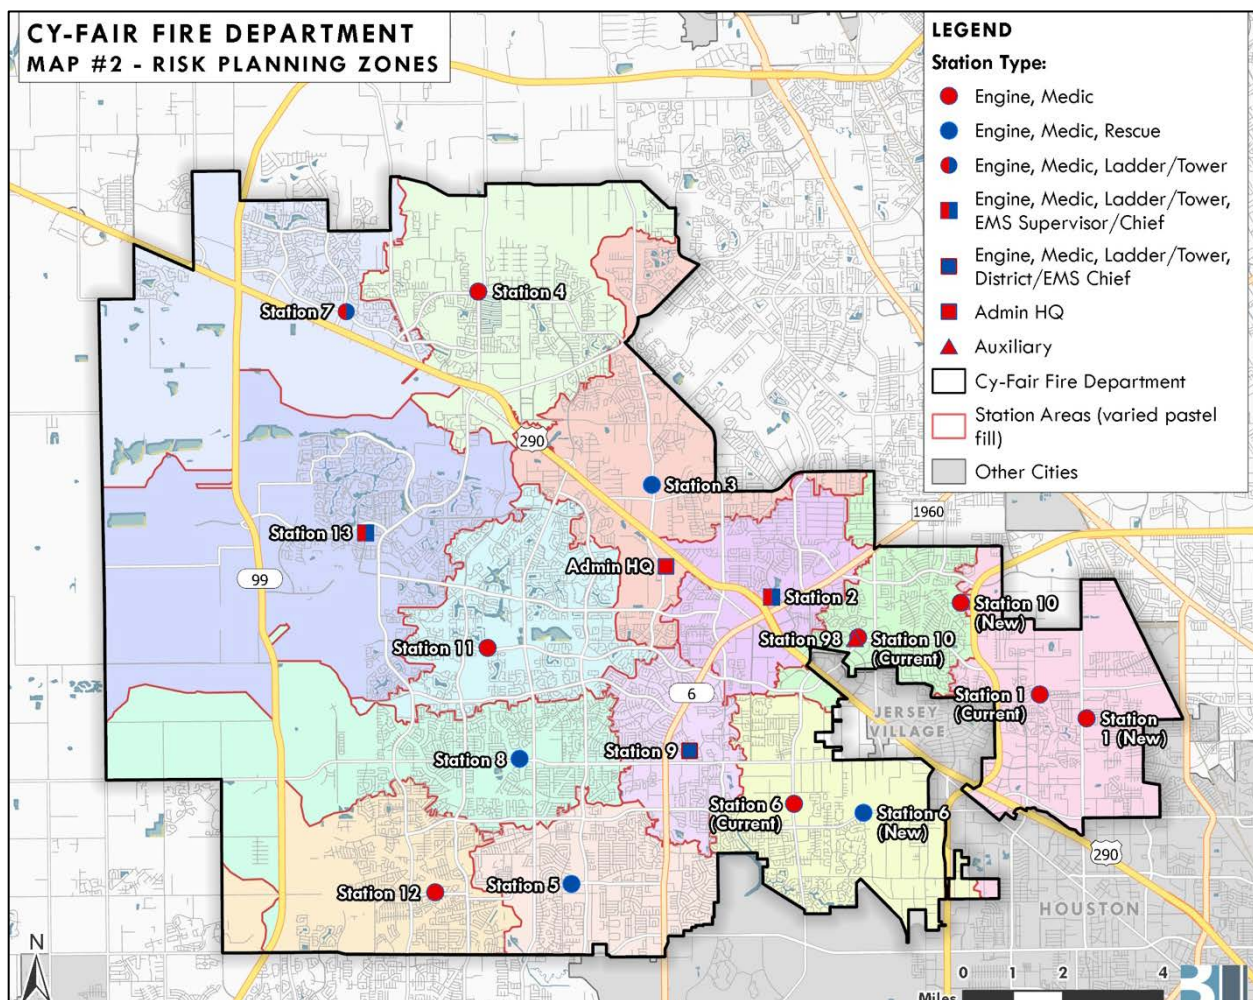 CY-FAIR FIRE DEPARTMENT
MAP #2 - RISK PLANNING ZONES
LEGEND
Station Type:
Engine, Medic
Engine, Medic, Rescue
Engine, Medic, Ladder/Tower
Engine, Medic, Ladder/Tower,
EMS Supervisor/Chief
Engine, Medic, Ladder/Tower,
District/EMS Chief
Admin HQ
Auxiliary
Cy-Fair Fire Department
Station Areas (varied pastel
fill)
Other Cities
Station 4
Station 7
290
Station 3
1960
Station 13
Admin HQ
99
Station 2
Station 10
(New)
Station 98
Station 10
(Current)
Station 11
6
Station 1
(Current)
JERSEY
VILLAGE
Station
1 (New)
Station 9
Station 8
Station 6
(Current)
Station 6
(New)
290
Station 5
Station 12
HOUSTON
N
0 1 2 4
Miles